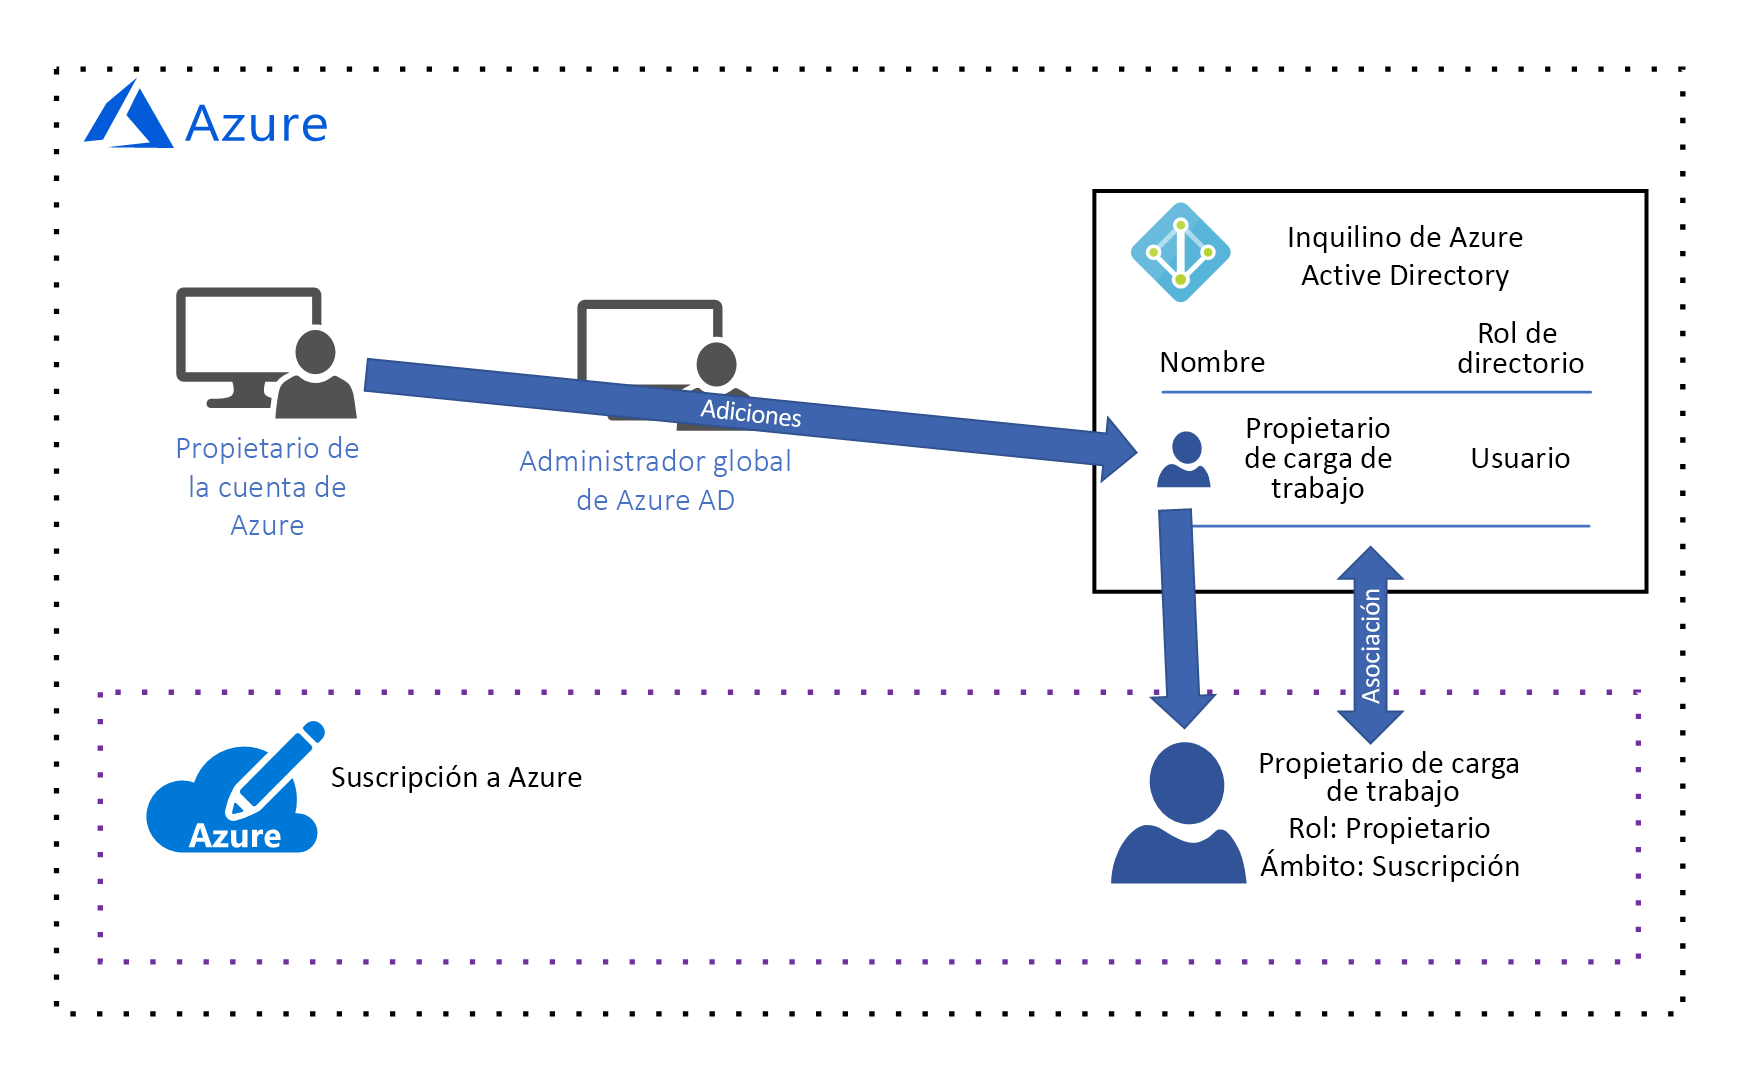 Azure
Inquilino de Azure
Active Directory
Nombre
Rol de
directorio
Propietario
de carga de
trabajo
Usuario
Adiciones
Propietario de
la cuenta de
Azure
Administrador global
de Azure AD
Asociación
Azure
Suscripción a Azure
Propietario de carga
de trabajo
Rol: Propietario
Ámbito: Suscripción